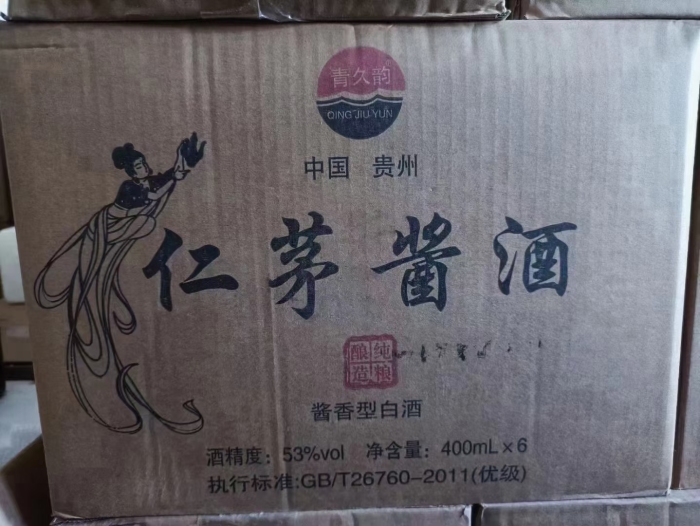 青久韵
QING JIU YUN
中国 贵州
仁茅酱酒
纯粮
酿造
酱香型白酒
酒精度：53%vol 净含量：400mL×6
执行标准:GB/T26760-2011(优级)